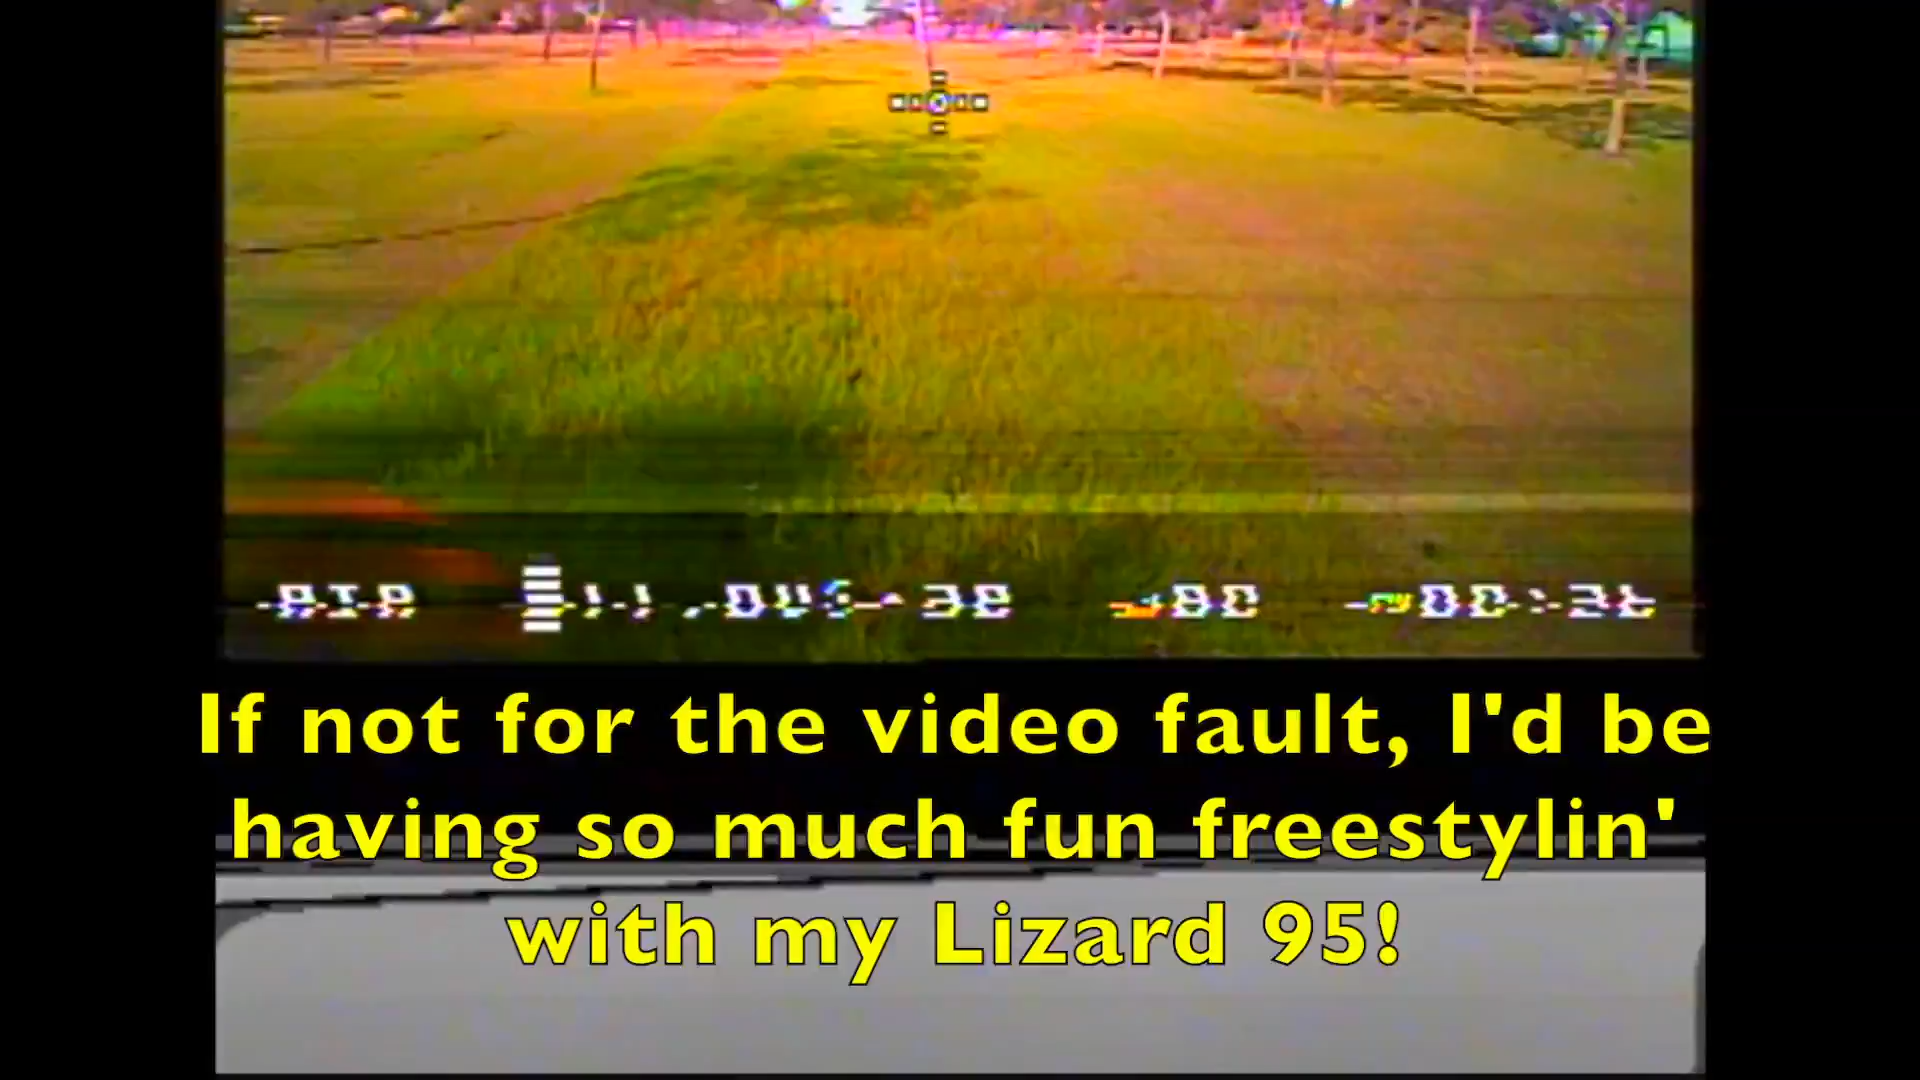 If not for the video fault, I'd be
having so much fun freestylin'
with my Lizard 95!